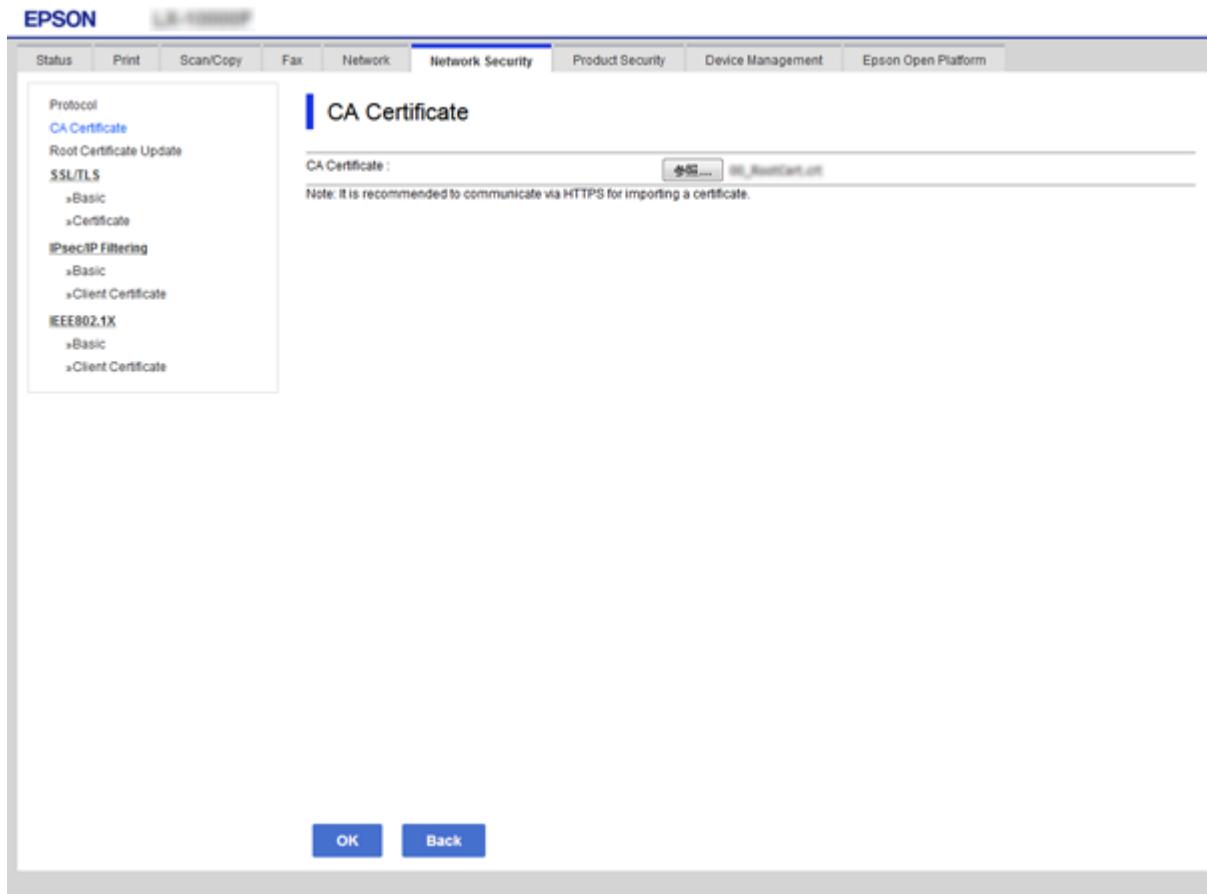 EPSON
Status Print Scan/Copy Fax Network Network Security Product Security Device Management Epson Open Platform
Protocol
CA Certificate
Root Certificate Update
SSL/TLS
»Basic
»Certificate
IPsec/IP Filtering
»Basic
»Client Certificate
IEEE802.1X
»Basic
»Client Certificate
CA Certificate
CA Certificate :
参照....
Note: It is recommended to communicate via HTTPS for importing a certificate.
OK Back